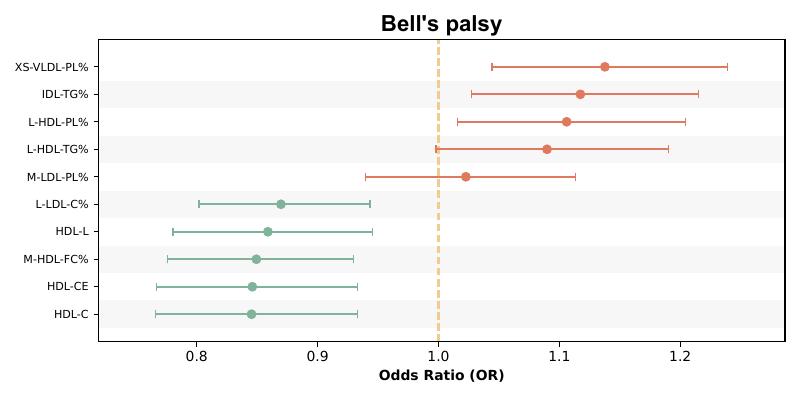 Bell's palsy
XS-VLDL-PL%
IDL-TG%
L-HDL-PL%
L-HDL-TG%
M-LDL-PL%
L-LDL-C%
HDL-L
M-HDL-FC%
HDL-CE
HDL-C
0.8 0.9 1.0 1.1 1.2
Odds Ratio (OR)